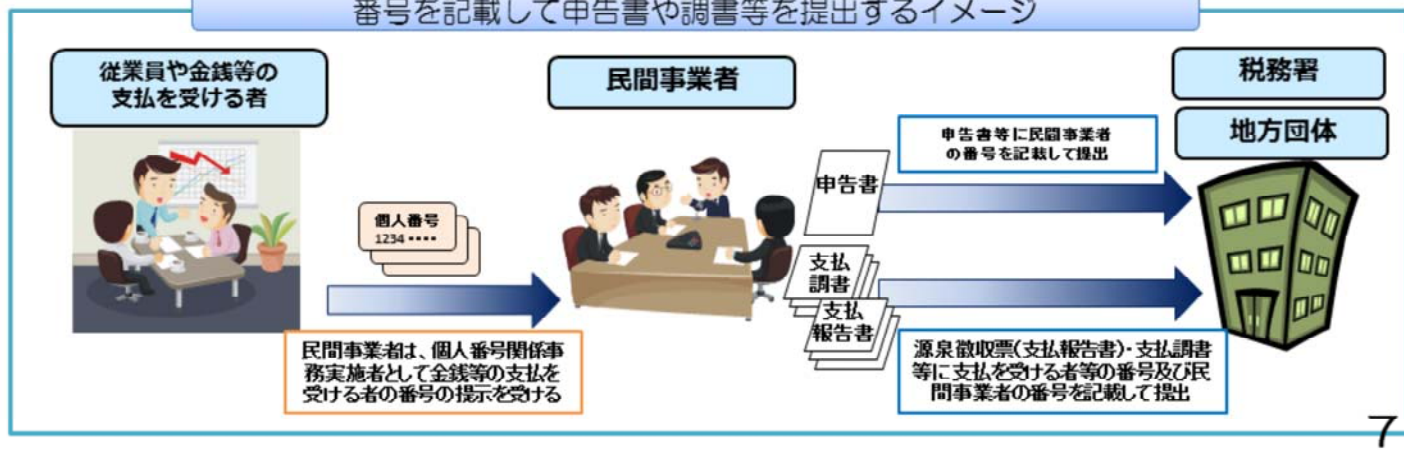 番号を記載して申告書や調書等を提出するイメージ
従業員や金銭等の
支払を受ける者
民間事業者
税務署
地方団体
個人番号
1234 ••••
民間事業者は、個人番号関係事
務実施者として金銭等の支払を
受ける者の番号の提示を受ける
申告書
支払
調書
支払
報告書
申告書等に民間事業者
の番号を記載して提出
源泉徴収票(支払報告書)・支払調書
等に支払を受ける者等の番号及び民
間事業者の番号を記載して提出
7